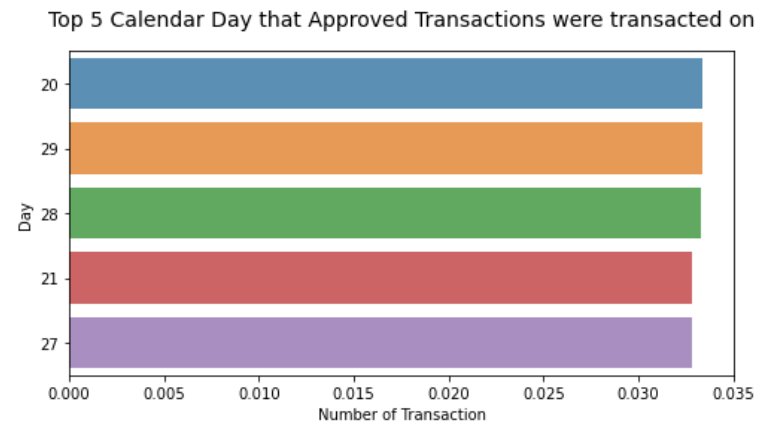 Top 5 Calendar Day that Approved Transactions were transacted on
20
29
28
21
27
Day
0.000 0.005 0.010 0.015 0.020 0.025 0.030 0.035
Number of Transaction